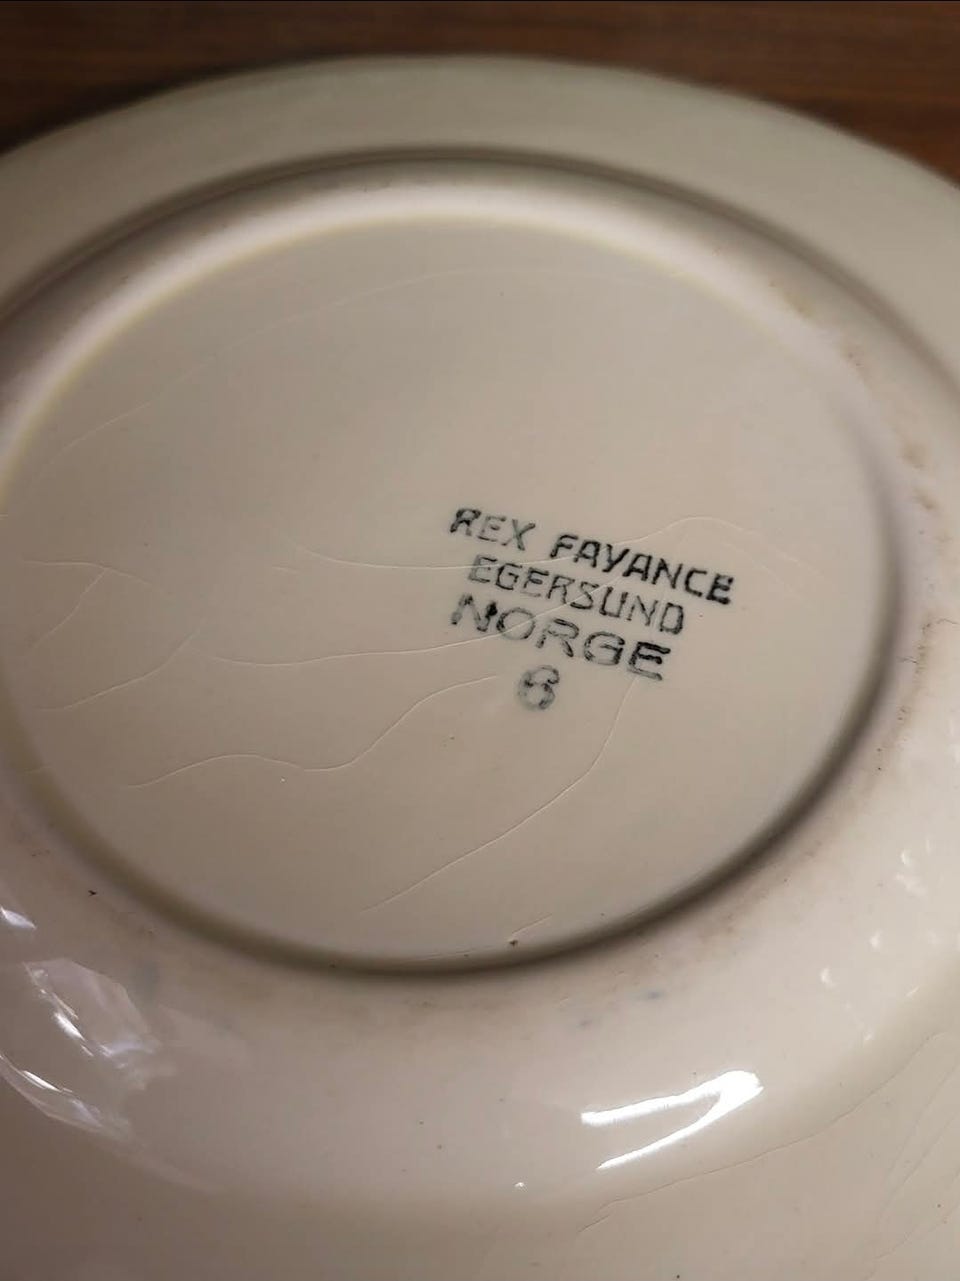 REX FAYANCE
EGERSUND
NORGE
6